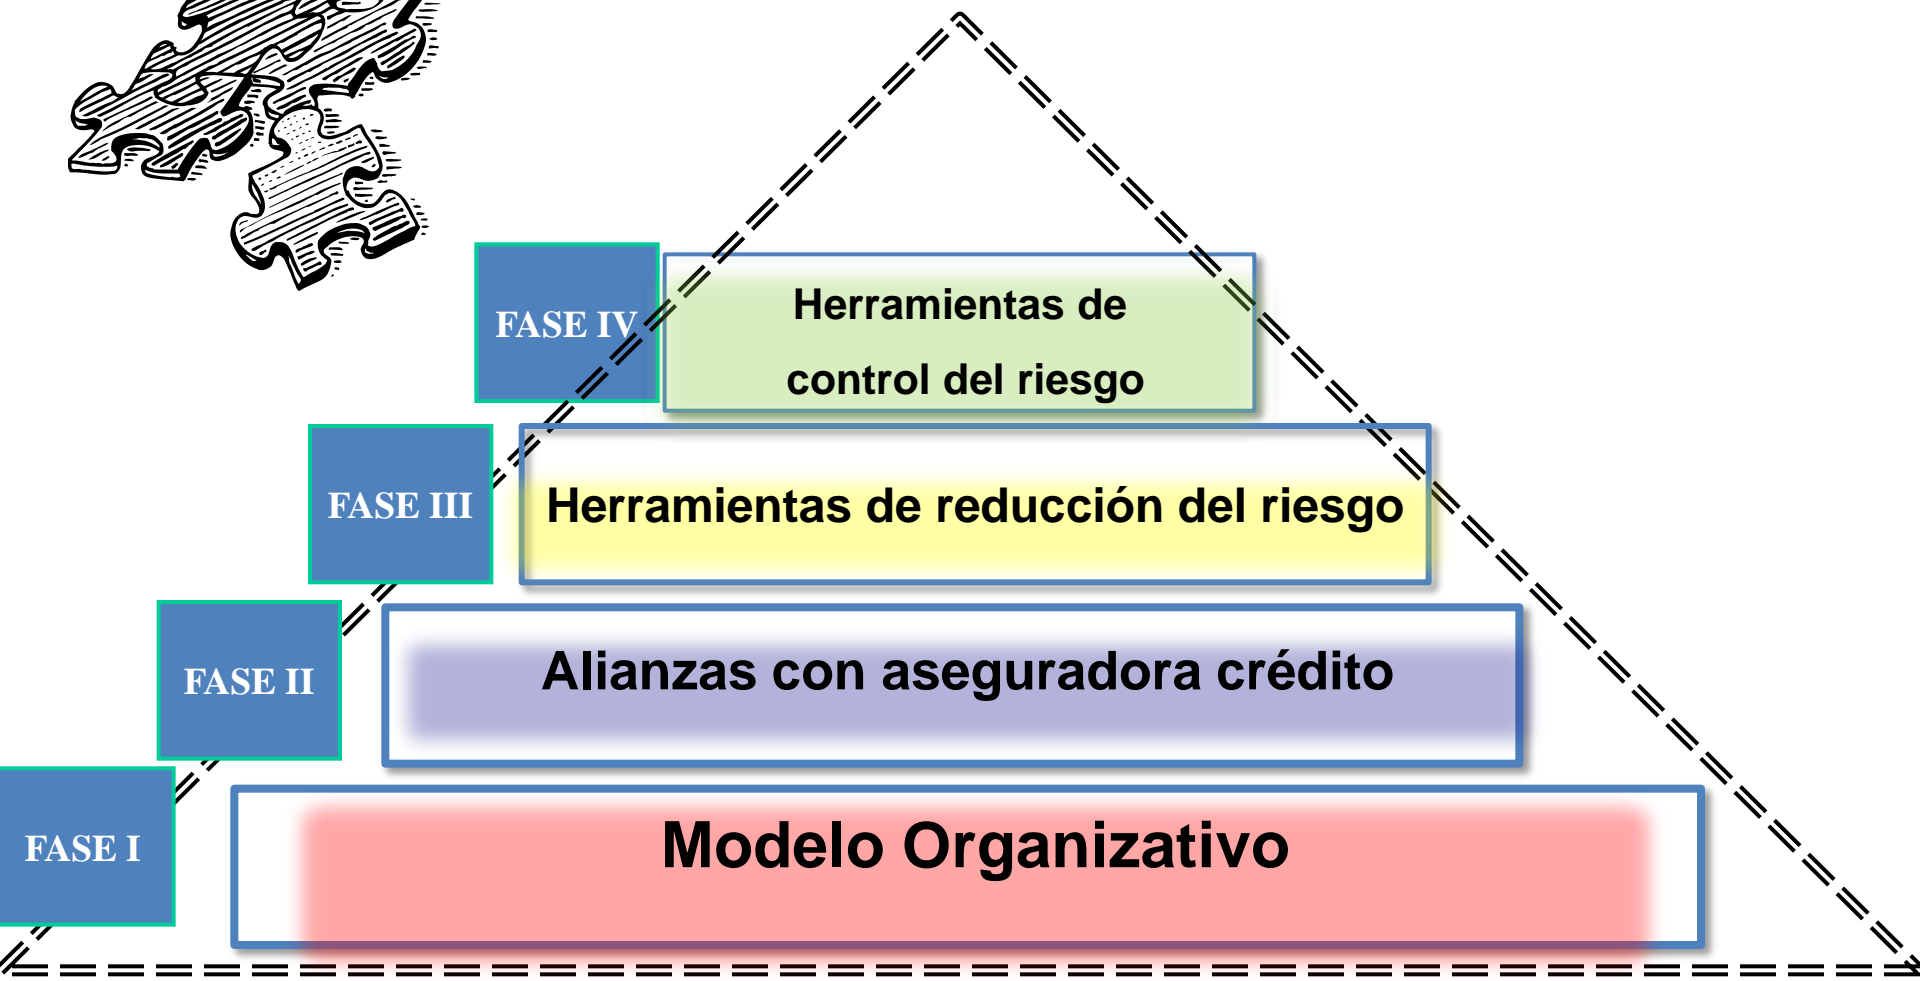 FASE IV
Herramientas de
control del riesgo
FASE III
Herramientas de reducción del riesgo
FASE II
Alianzas con aseguradora crédito
FASE I
Modelo Organizativo